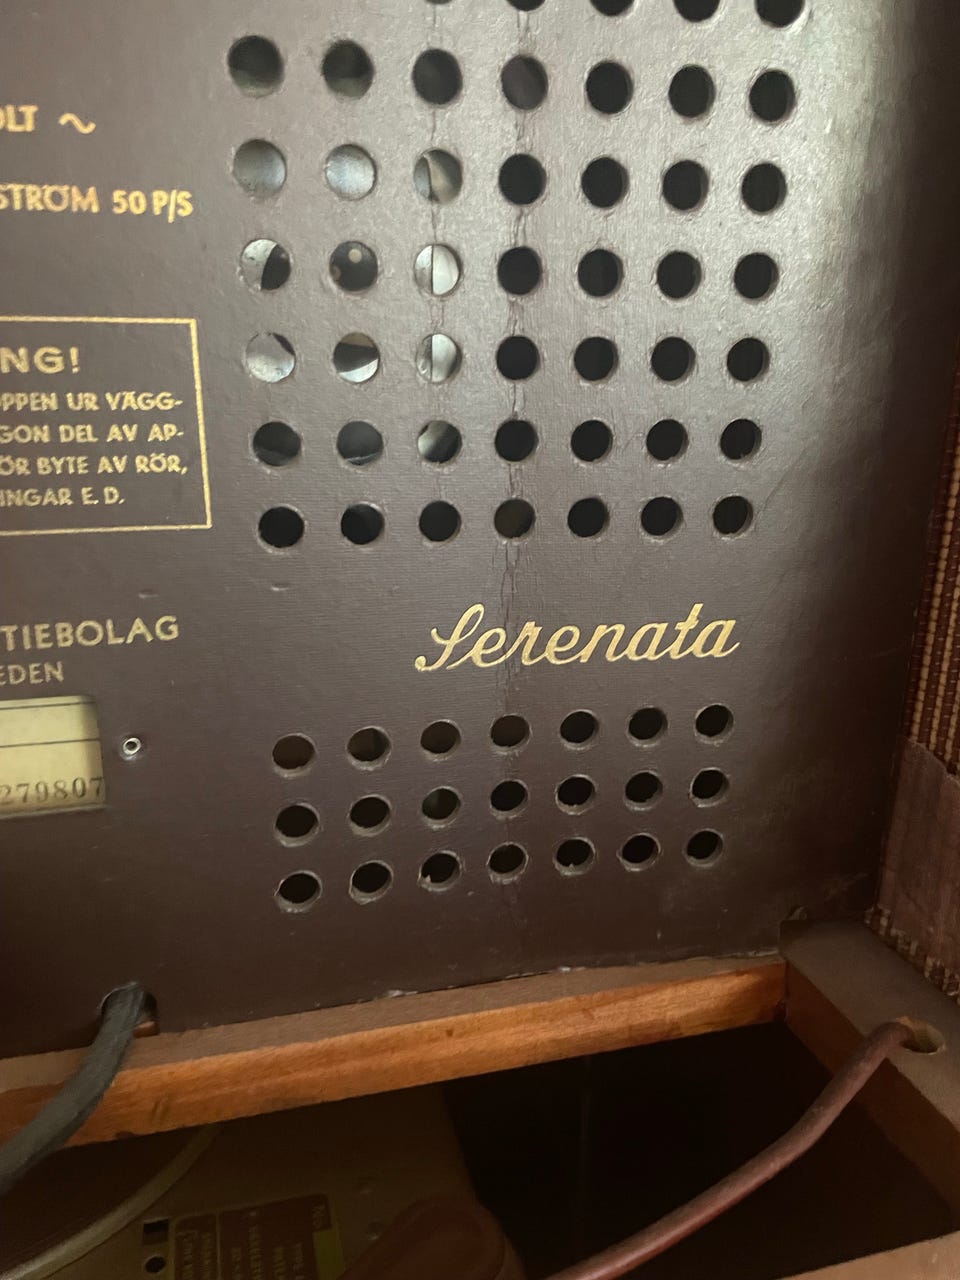 OLT ~
STRÖM 50 P/S
NG!
OPPEN UR VÄGG-
GON DEL AV AP-
ÖR BYTE AV RÖR,
INGAR E. D.
Serenata
TIEBOLAG
EDEN
279807